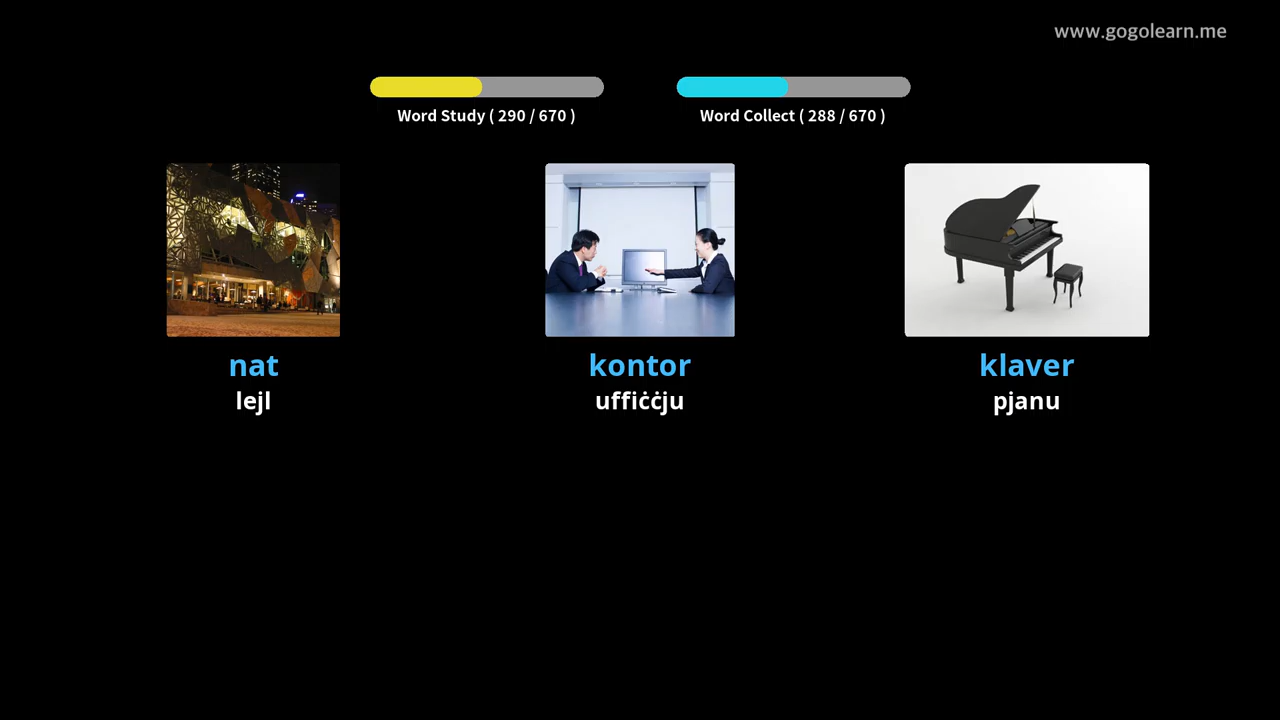 www.gogolearn.me
Word Study ( 290 / 670 )
Word Collect ( 288 / 670 )
nat
lejl
kontor
uffiċċju
klaver
pjanu